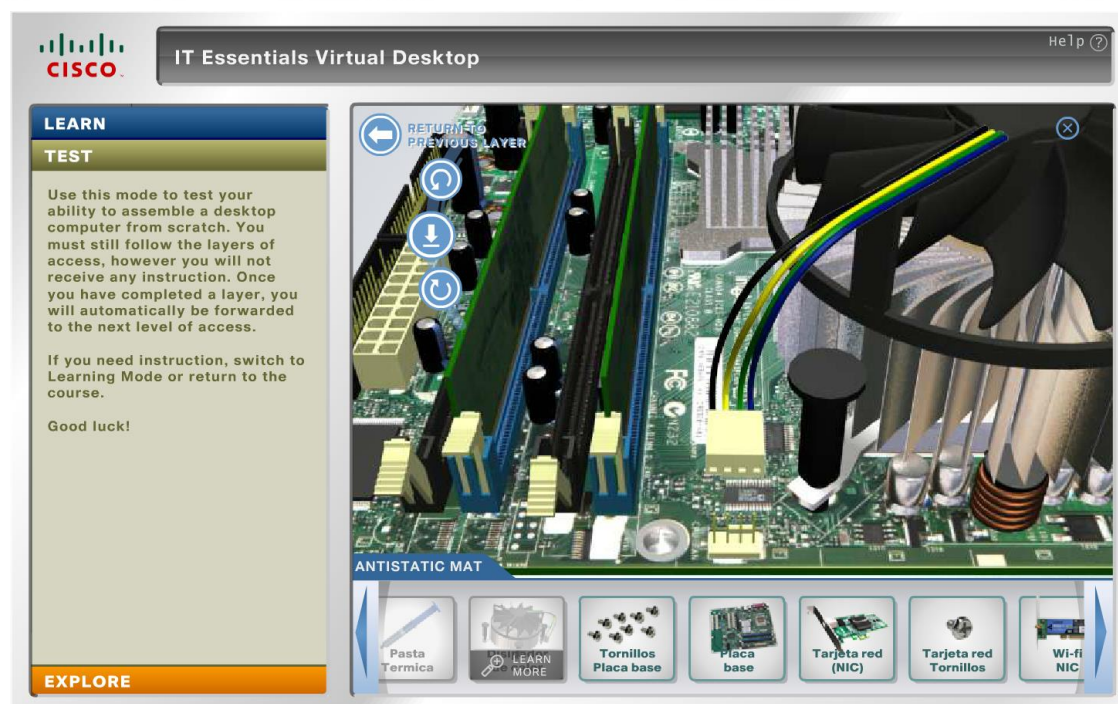 CISCO
IT Essentials Virtual Desktop
Help ?
LEARN
TEST
Use this mode to test your
ability to assemble a desktop
computer from scratch. You
must still follow the layers of
access, however you will not
receive any instruction. Once
you have completed a layer, you
will automatically be forwarded
to the next level of access.
If you need instruction, switch to
Learning Mode or return to the
course.
Good luck!
EXPLORE
RETURN TO
PREVIOUS LAYER
FC
N232
ANTISTATIC MAT
Pasta
Termica
LEARN
MORE
Tornillos
Placa base
Placa
base
Tarjeta red
(NIC)
Tarjeta red
Tornillos
Wi-fi
NIC